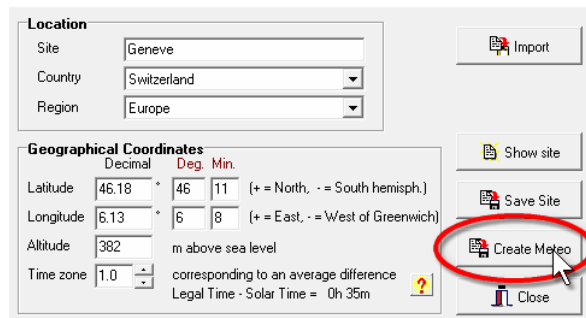 Location
Site Geneve
Country Switzerland
Region Europe
Import
Geographical Coordinates
Decimal Deg. Min.
Latitude 46.18 ° 46 11 (+ = North, - = South hemisph.)
Longitude 6.13 ° 6 8 (+ = East, - = West of Greenwich)
Altitude 382 m above sea level
Time zone 1.0 corresponding to an average difference
Legal Time - Solar Time = 0h 35m
?
Show site
Save Site
Create Meteo
Close